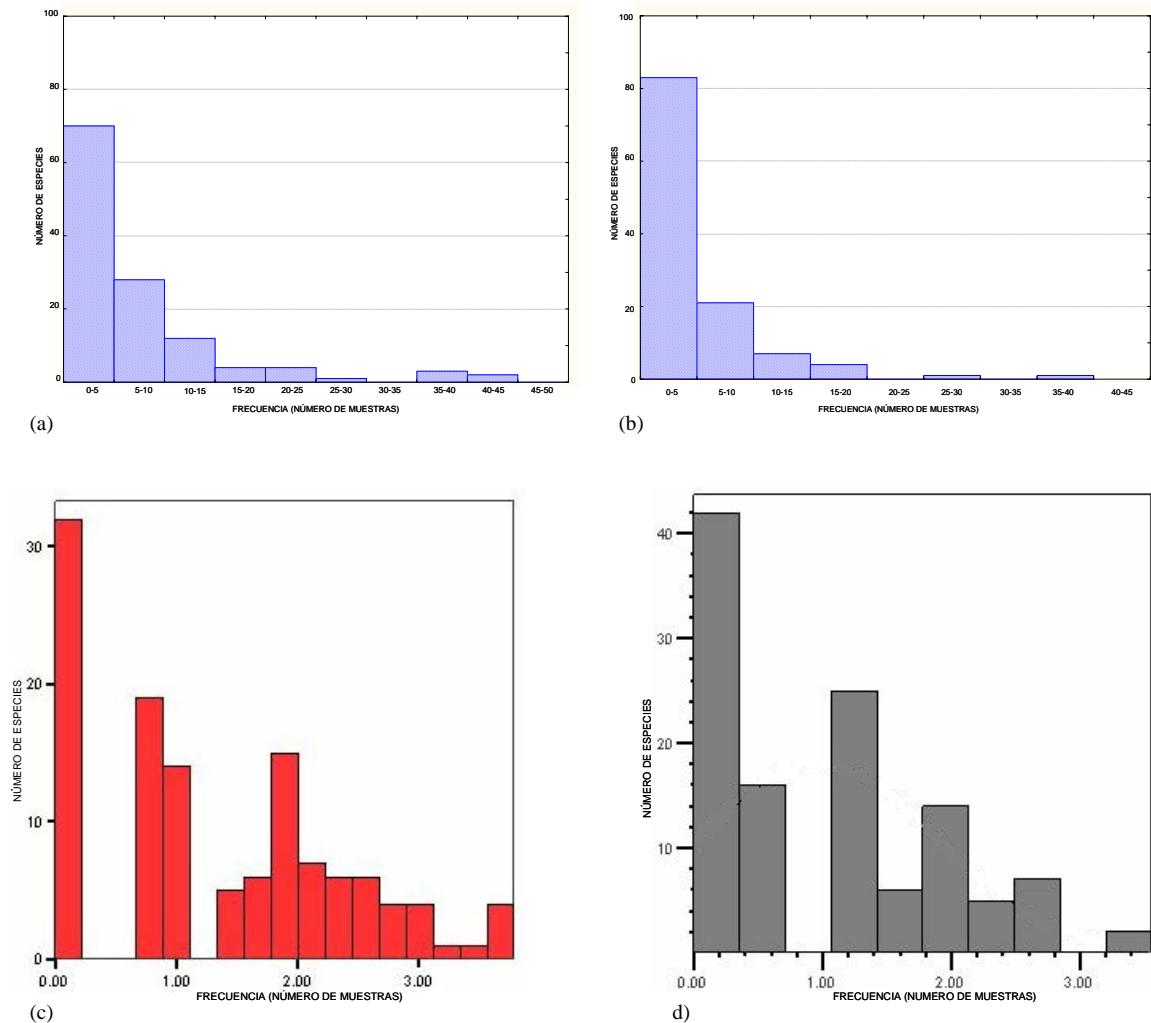 100
80
60
40
20
0
NÚMERO DE ESPECIES
0-5 5-10 10-15 15-20 20-25 25-30 30-35 35-40 40-45 45-50
FRECUENCIA (NÚMERO DE MUESTRAS)
(a)
100
80
60
40
20
0
NÚMERO DE ESPECIES
0-5 5-10 10-15 15-20 20-25 25-30 30-35 35-40 40-45
FRECUENCIA (NÚMERO DE MUESTRAS)
(b)
30
20
10
0
NÚMERO DE ESPECIES
0.00 1.00 2.00 3.00
FRECUENCIA (NÚMERO DE MUESTRAS)
(c)
40
30
20
10
NÚMERO DE ESPECIES
0.00 1.00 2.00 3.00
FRECUENCIA (NUMERO DE MUESTRAS)
d)